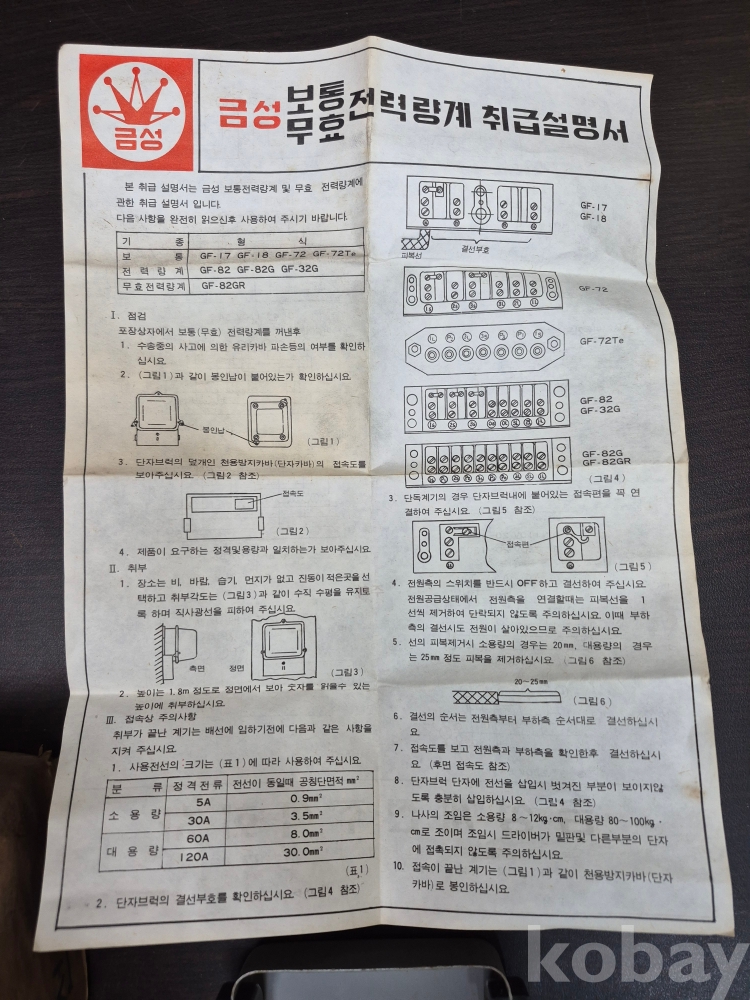 금성
금성 보통 전력량계 취급설명서
무효
본 취급 설명서는 금성 보통전력량계 및 무효 전력량계에
관한 취급 설명서 입니다.
다음 사항을 완전히 읽으신후 사용하여 주시기 바랍니다.
기 종 형 식
보 통 GF-17 GF-18 GF-72 GF-72Te
전 력 량 계 GF-82 GF-82G GF-32G
무효전력량계 GF-82GR
Ⅰ. 점검
포장상자에서 보통(무효) 전력량계를 꺼낸후
1. 수송중의 사고에 의한 유리카바 파손등의 여부를 확인하
십시요.
2. (그림1)과 같이 봉인납이 붙어있는가 확인하십시요.
봉인납
(그림1)
3. 단자브럭의 덮개인 천용방지카바(단자카바)의 접속도를
보아주십시요. (그림2 참조)
접속도
(그림2)
4. 제품이 요구하는 정격및용량과 일치하는가 보아주십시요
Ⅱ. 취부
1. 장소는 비, 바람, 습기, 먼지가 없고 진동이 적은곳을 선
택하고 취부각도는 (그림3)과 같이 수직 수평을 유지토
록 하며 직사광선을 피하여 주십시요.
측면 정면
(그림3)
2. 높이는 1.8m 정도로 정면에서 보아 숫자를 읽을수 있는
높이에 취부하십시요.
Ⅲ. 접속상 주의사항
취부가 끝난 계기는 배선에 임하기전에 다음과 같은 사항을
지켜 주십시요.
1. 사용전선의 크기는 (표1)에 따라 사용하여 주십시요
분 류 정격전류 전선이 동일때 공칭단면적 mm²
소 용 량 5A 0.9mm²
30A 3.5mm²
대 용 량 60A 8.0mm²
120A 30.0mm²
(표1)
2. 단자브럭의 결선부호를 확인하십시요. (그림4 참조)
GF-17
GF-18
피복선 결선부호
GF-72
GF-72Te
GF-82
GF-32G
GF-82G
GF-82GR
(그림4)
3. 단독계기의 경우 단자브럭내에 붙어있는 접속편을 꼭 연
결하여 주십시요. (그림5 참조)
접속편
(그림5)
4. 전원측의 스위치를 반드시 OFF하고 결선하여 주십시요.
전원공급상태에서 전원측을 연결할때는 피복선을 1
선씩 제거하여 단락되지 않도록 주의하십시요. 이때 부하
측의 결선시도 전원이 살아있으므로 주의하십시요.
5. 선의 피복제거시 소용량의 경우는 20mm, 대용량의 경우
는 25mm 정도 피복을 제거하십시요. (그림6 참조)
20~25mm
(그림6)
6. 결선의 순서는 전원측부터 부하측 순서대로 결선하십시
요.
7. 접속도를 보고 전원측과 부하측을 확인한후 결선하십시
요. (후면 접속도 참조)
8. 단자브럭 단자에 전선을 삽입시 벗겨진 부분이 보이지않
도록 충분히 삽입하십시요. (그림4 참조)
9. 나사의 조임은 소용량 8~12kg·cm, 대용량 80~100kg·
cm로 조이며 조임시 드라이버가 밑판및 다른부분의 단자
에 접촉되지 않도록 주의하십시요.
10. 접속이 끝난 계기는 (그림1)과 같이 천용방지카바(단자
카바)로 봉인하십시요.
kobay